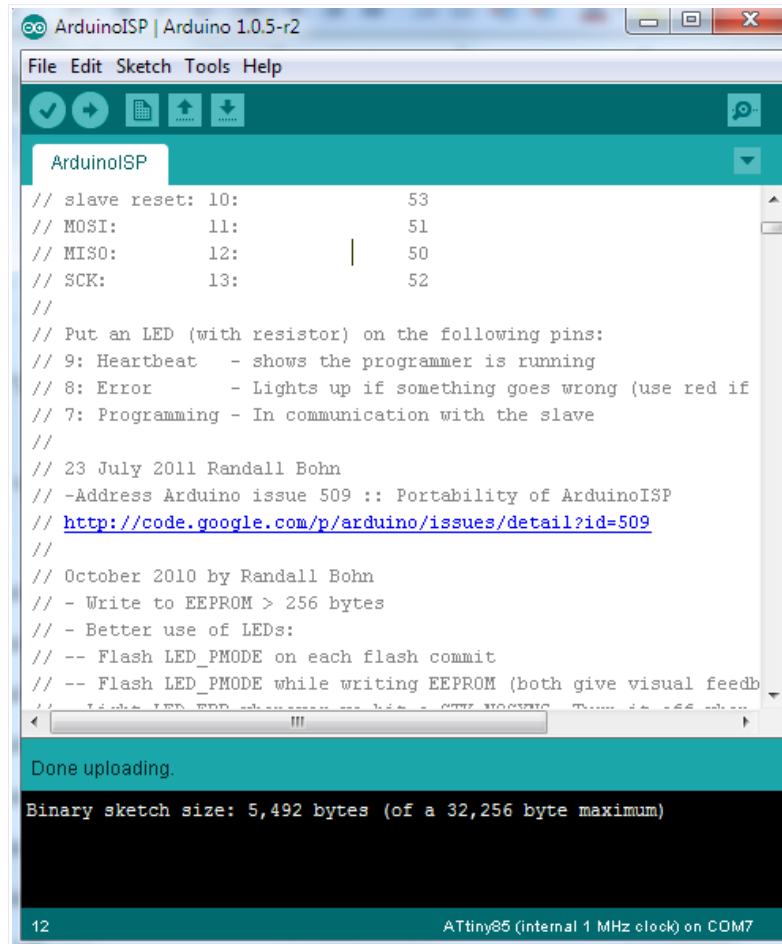 ArduinoISP | Arduino 1.0.5-r2
File Edit Sketch Tools Help
ArduinoISP
// slave reset: 10: 53
// MOSI: 11: 51
// MISO: 12: 50
// SCK: 13: 52
//
// Put an LED (with resistor) on the following pins:
// 9: Heartbeat - shows the programmer is running
// 8: Error - Lights up if something goes wrong (use red if
// 7: Programming - In communication with the slave
//
// 23 July 2011 Randall Bohn
// -Address Arduino issue 509 :: Portability of ArduinoISP
// http://code.google.com/p/arduino/issues/detail?id=509
//
// October 2010 by Randall Bohn
// - Write to EEPROM > 256 bytes
// - Better use of LEDs:
// -- Flash LED_PMODE on each flash commit
// -- Flash LED_PMODE while writing EEPROM (both give visual feedb
Done uploading.
Binary sketch size: 5,492 bytes (of a 32,256 byte maximum)
12 ATtiny85 (internal 1 MHz clock) on COM7